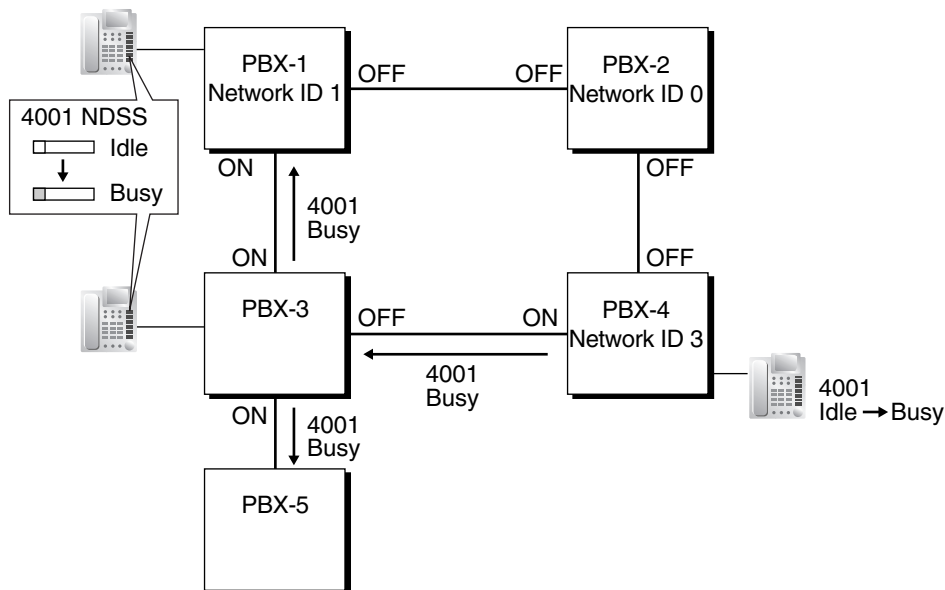 PBX-1
Network ID 1
OFF
OFF
PBX-2
Network ID 0
4001 NDSS
Idle
Busy
ON
OFF
4001
Busy
ON
OFF
PBX-3
OFF
ON
PBX-4
Network ID 3
4001
Busy
4001
Idle → Busy
ON
4001
Busy
PBX-5